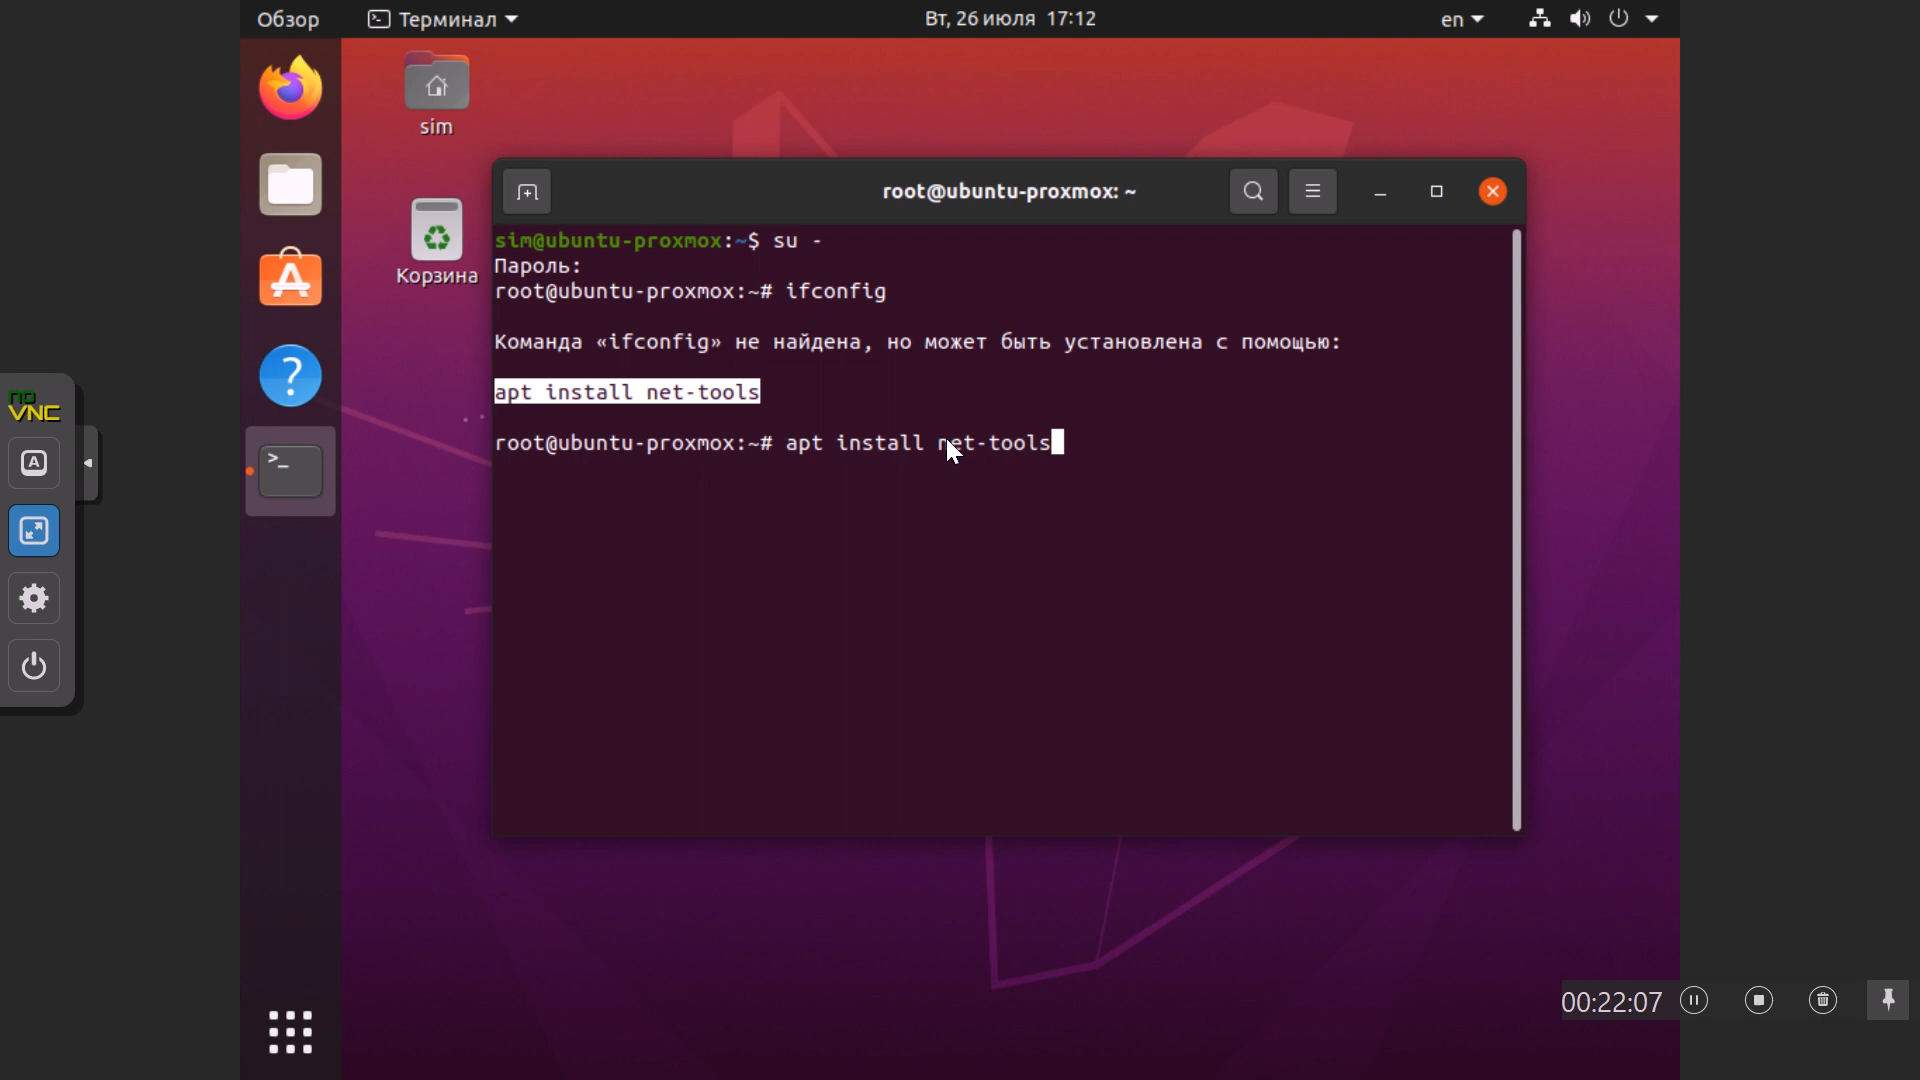 Обзор
Терминал
Вт, 26 июля 17:12
en
sim
Корзина
root@ubuntu-proxmox: ~
sim@ubuntu-proxmox:~$ su -
Пароль:
root@ubuntu-proxmox:~# ifconfig
Команда «ifconfig» не найдена, но может быть установлена с помощью:
apt install net-tools
root@ubuntu-proxmox:~# apt install net-tools
no
VNC
A
00:22:07